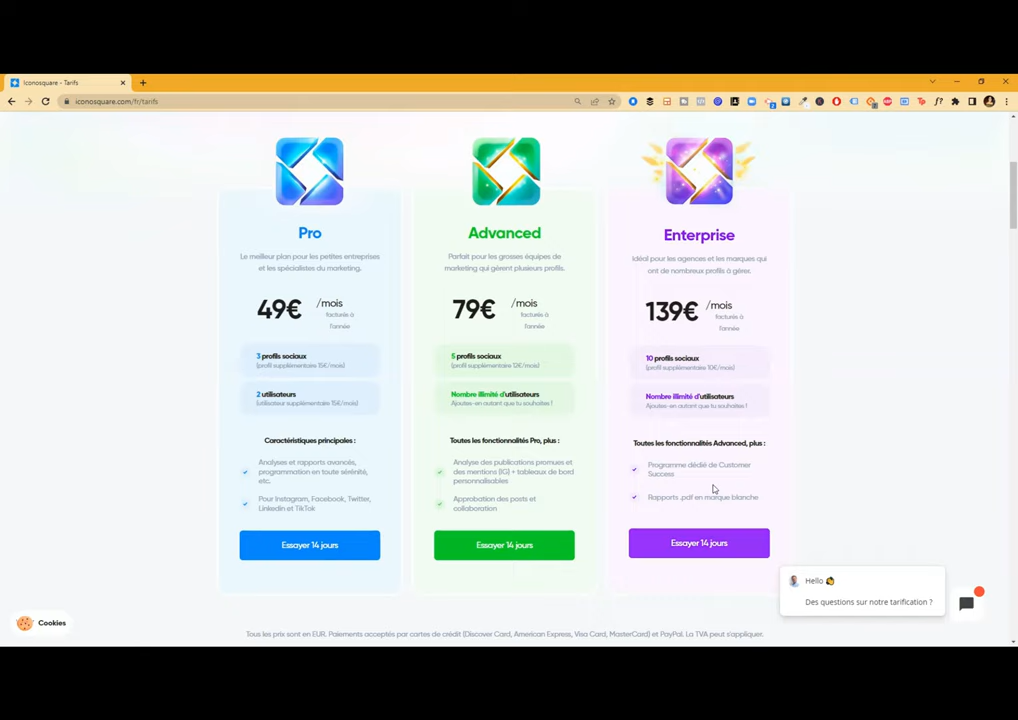 Iconosquare - Tarifs
iconosquare.com/fr/tarifs
Pro
Le meilleur plan pour les petites entreprises
et les spécialistes du marketing.
49€ /mois
facturés à
l'année
3 profils sociaux
(profil supplémentaire 15€/mois)
2 utilisateurs
(utilisateur supplémentaire 15€/mois)
Caractéristiques principales :
Analyses et rapports avancés,
programmation en toute sérénité,
etc.
Pour Instagram, Facebook, Twitter,
Linkedin et TikTok
Essayer 14 jours
Advanced
Parfait pour les grosses équipes de
marketing qui gèrent plusieurs profils.
79€ /mois
facturés à
l'année
5 profils sociaux
(profil supplémentaire 12€/mois)
Nombre illimité d'utilisateurs
Ajoutes-en autant que tu souhaites !
Toutes les fonctionnalités Pro, plus :
Analyse des publications promues et
des mentions (IG) + tableaux de bord
personnalisables
Approbation des posts et
collaboration
Essayer 14 jours
Enterprise
Idéal pour les agences et les marques qui
ont de nombreux profils à gérer.
139€ /mois
facturés à
l'année
10 profils sociaux
(profil supplémentaire 10€/mois)
Nombre illimité d'utilisateurs
Ajoutes-en autant que tu souhaites !
Toutes les fonctionnalités Advanced, plus :
Programme dédié de Customer
Success
Rapports .pdf en marque blanche
Essayer 14 jours
Hello
Des questions sur notre tarification ?
Cookies
Tous les prix sont en EUR. Paiements acceptés par cartes de crédit (Discover Card, American Express, Visa Card, MasterCard) et PayPal. La TVA peut s'appliquer.